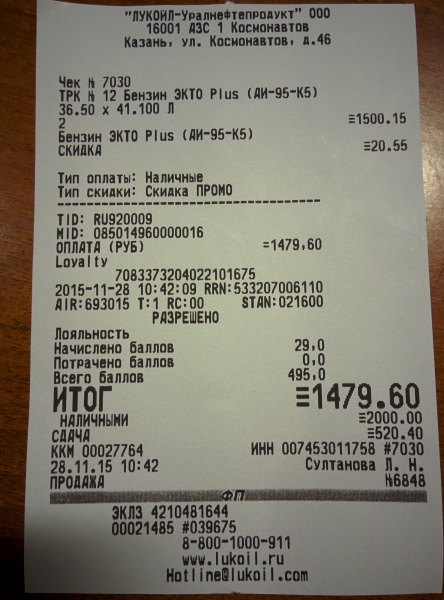 "ЛУКОЙЛ-Уралнефтепродукт" ООО
16001 АЗС 1 Космонавтов
Казань, ул. Космонавтов, д.46
Чек № 7030
ТРК № 12 Бензин ЭКТО Plus (АИ-95-К5)
36.50 x 41.100 Л
2 ≡1500.15
Бензин ЭКТО Plus (АИ-95-К5)
СКИДКА ≡20.55
Тип оплаты: Наличные
Тип скидки: Скидка ПРОМО
--------------------------------
TID: RU920009
MID: 085014960000016
ОПЛАТА (РУБ) =1479,60
Loyalty
7083373204022101675
2015-11-28 10:42:09 RRN:533207006110
AIR:693015 T:1 RC:00 STAN:021600
РАЗРЕШЕНО
Лояльность
Начислено баллов 29,0
Потрачено баллов 0,0
Всего баллов 495,0
ИТОГ ≡1479.60
НАЛИЧНЫМИ ≡2000.00
СДАЧА ≡520.40
ККМ 00027764 ИНН 007453011758 #7030
28.11.15 10:42 Султанова Л. Н.
ПРОДАЖА №6848
ФП
ЭКЛЗ 4210481644
00021485 #039675
8-800-1000-911
www.lukoil.ru
Hotline@lukoil.com